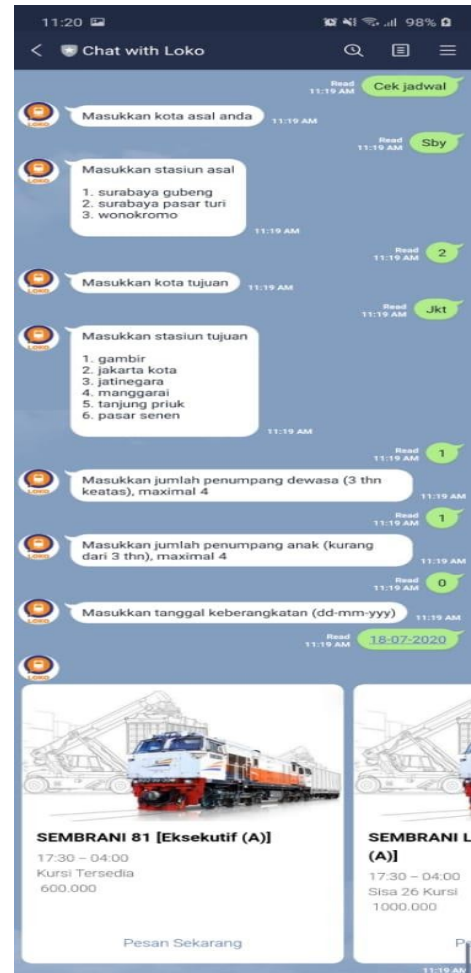 11:20
98%
Chat with Loko
Read
11:19 AM
Cek jadwal
LOKO
Masukkan kota asal anda
11:19 AM
Read
11:19 AM
Sby
LOKO
Masukkan stasiun asal
1. surabaya gubeng
2. surabaya pasar turi
3. wonokromo
11:19 AM
Read
11:19 AM
2
LOKO
Masukkan kota tujuan
11:19 AM
Read
11:19 AM
Jkt
LOKO
Masukkan stasiun tujuan
1. gambir
2. jakarta kota
3. jatinegara
4. manggarai
5. tanjung priuk
6. pasar senen
11:19 AM
Read
11:19 AM
1
LOKO
Masukkan jumlah penumpang dewasa (3 thn
keatas), maximal 4
11:19 AM
Read
11:19 AM
1
LOKO
Masukkan jumlah penumpang anak (kurang
dari 3 thn), maximal 4
11:19 AM
Read
11:19 AM
0
LOKO
Masukkan tanggal keberangkatan (dd-mm-yyy)
11:19 AM
Read
11:19 AM
18-07-2020
LOKO
SEMBRANI 81 [Eksekutif (A)]
17:30 – 04:00
Kursi Tersedia
600.000
Pesan Sekarang
SEMBRANI L
(A)]
17:30 – 04:00
Sisa 26 Kursi
1000.000
P
11:19 AM